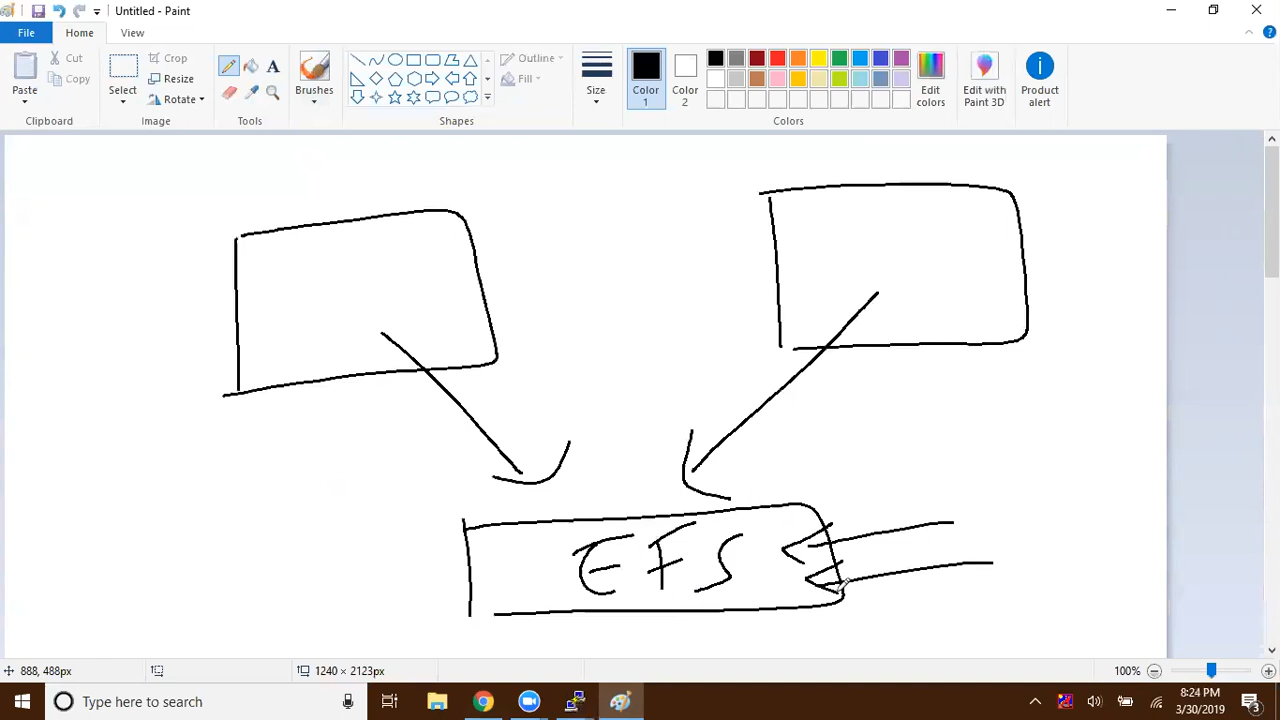 Untitled - Paint
File
Home
View
Paste
Cut
Copy
Clipboard
Select
Crop
Resize
Rotate
Image
A
Tools
Brushes
Shapes
Outline
Fill
Size
Color 1
Color 2
Edit colors
Colors
Edit with Paint 3D
Product alert
EFS
888, 488px
1240 × 2123px
100%
Type here to search
8:24 PM
3/30/2019
3